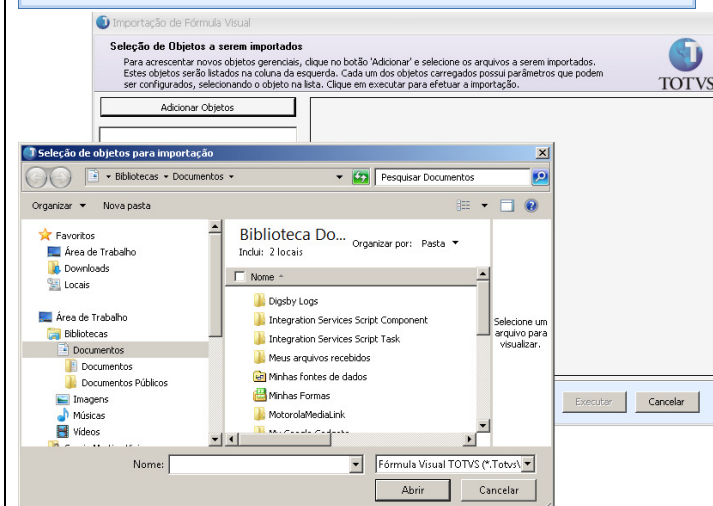 Importação de Fórmula Visual
Seleção de Objetos a serem importados
Para acrescentar novos objetos gerenciais, clique no botão 'Adicionar' e selecione os arquivos a serem importados.
Estes objetos serão listados na coluna da esquerda. Cada um dos objetos carregados possui parâmetros que podem
ser configurados, selecionando o objeto na lista. Clique em executar para efetuar a importação.
TOTVS
Adicionar Objetos
Seleção de objetos para importação
Bibliotecas
Documentos
Pesquisar Documentos
Organizar
Nova pasta
Favoritos
Área de Trabalho
Downloads
Locais
Área de Trabalho
Bibliotecas
Documentos
Documentos
Documentos Públicos
Imagens
Músicas
Vídeos
Biblioteca Do...
Inclui: 2 locais
Organizar por: Pasta
Nome
Digsby Logs
Integration Services Script Component
Integration Services Script Task
Meus arquivos recebidos
Minhas fontes de dados
Minhas Formas
MotorolaMediaLink
My Google Gadgets
Selecione um
arquivo para
visualizar.
Executar
Cancelar
Nome:
Fórmula Visual TOTVS (*.Totvs\
Abrir
Cancelar